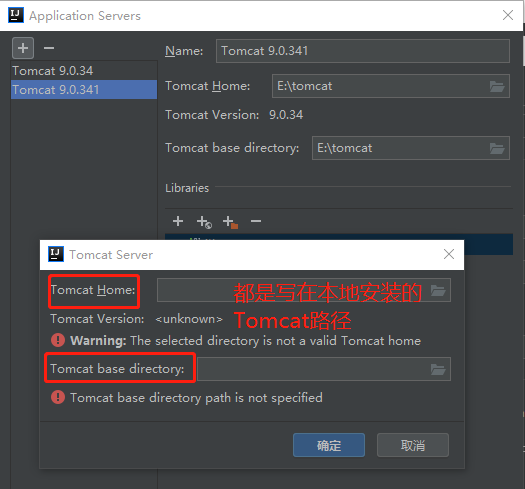 Application Servers
Tomcat 9.0.34
Tomcat 9.0.341
Name: Tomcat 9.0.341
Tomcat Home: E:\tomcat
Tomcat Version: 9.0.34
Tomcat base directory: E:\tomcat
Libraries
Tomcat Server
Tomcat Home:
都是写在本地安装的
Tomcat路径
Tomcat Version: <unknown>
Warning: The selected directory is not a valid Tomcat home
Tomcat base directory:
Tomcat base directory path is not specified
确定 取消